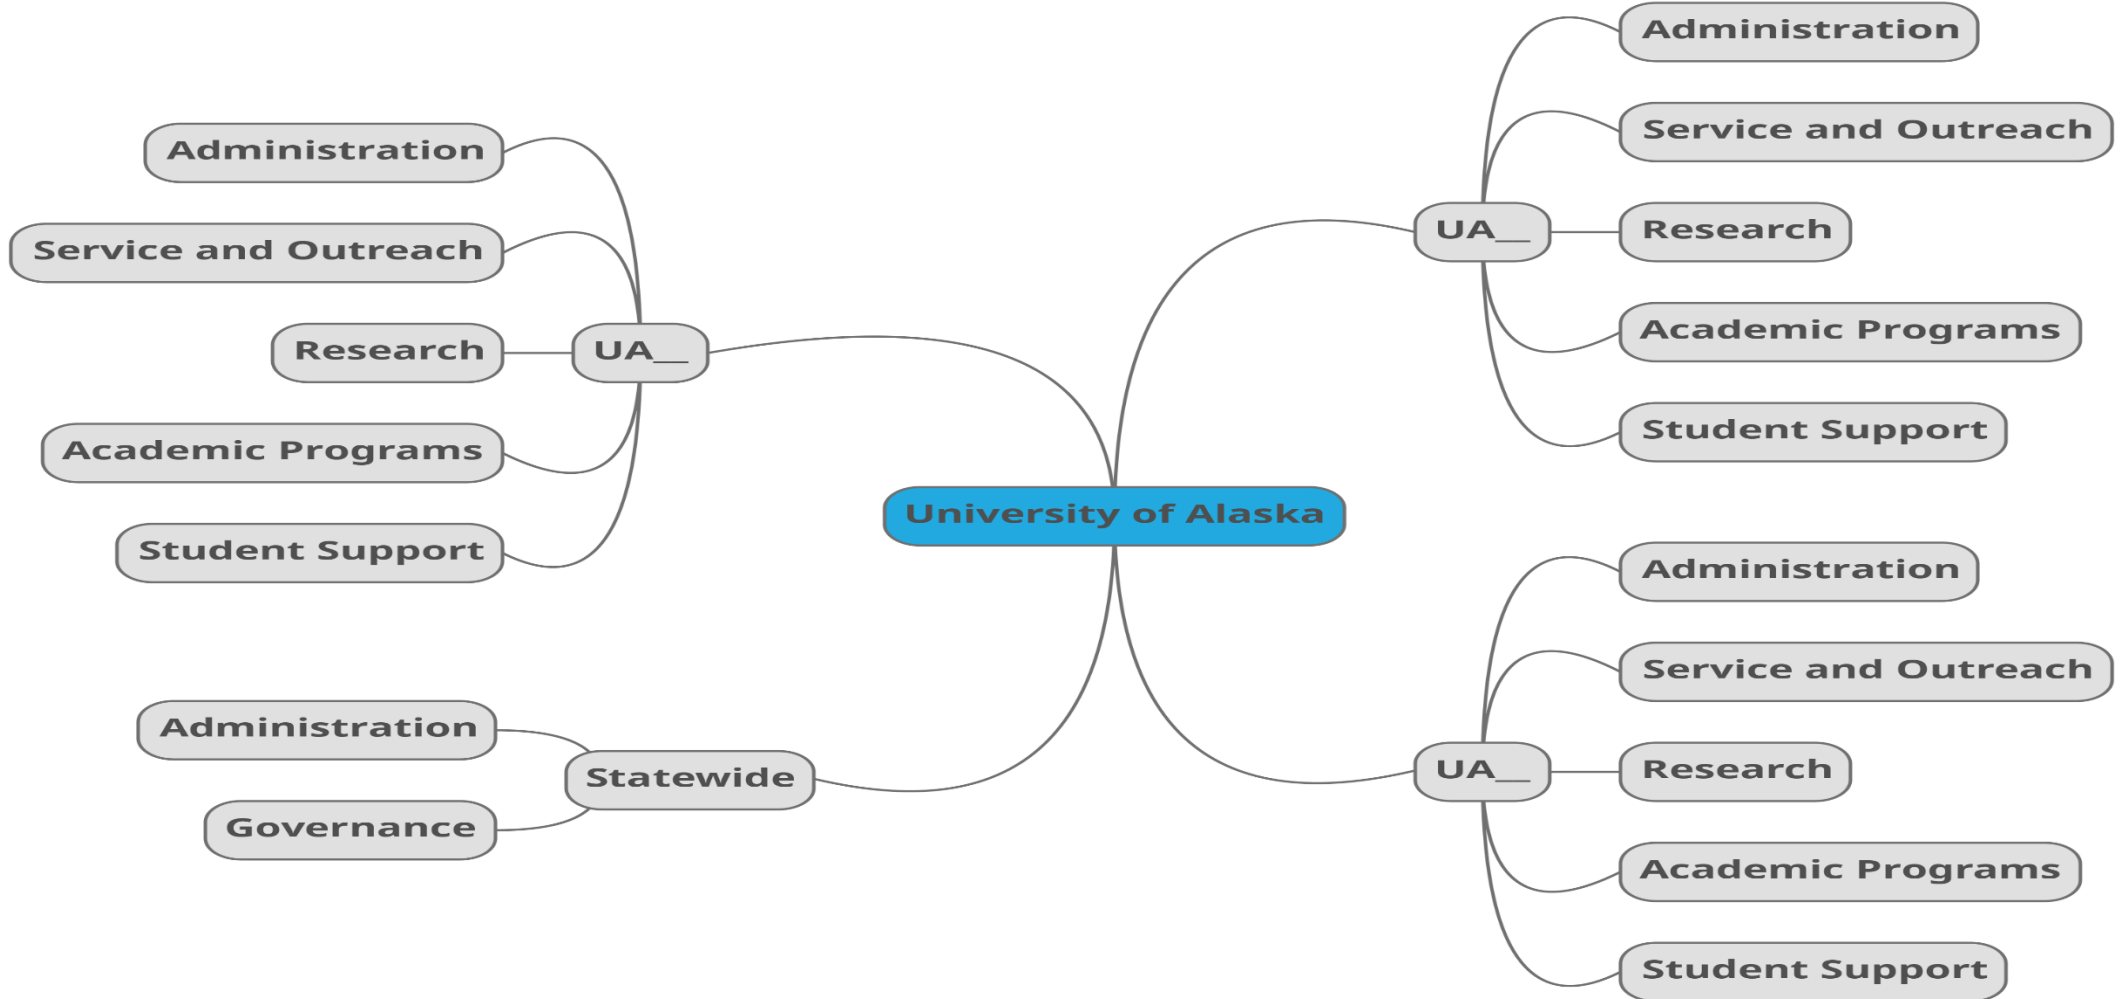 Administration
Service and Outreach
Research
UA__
Academic Programs
Student Support
Administration
Statewide
Governance
University of Alaska
Administration
Service and Outreach
UA__
Research
Academic Programs
Student Support
Administration
Service and Outreach
UA__
Research
Academic Programs
Student Support